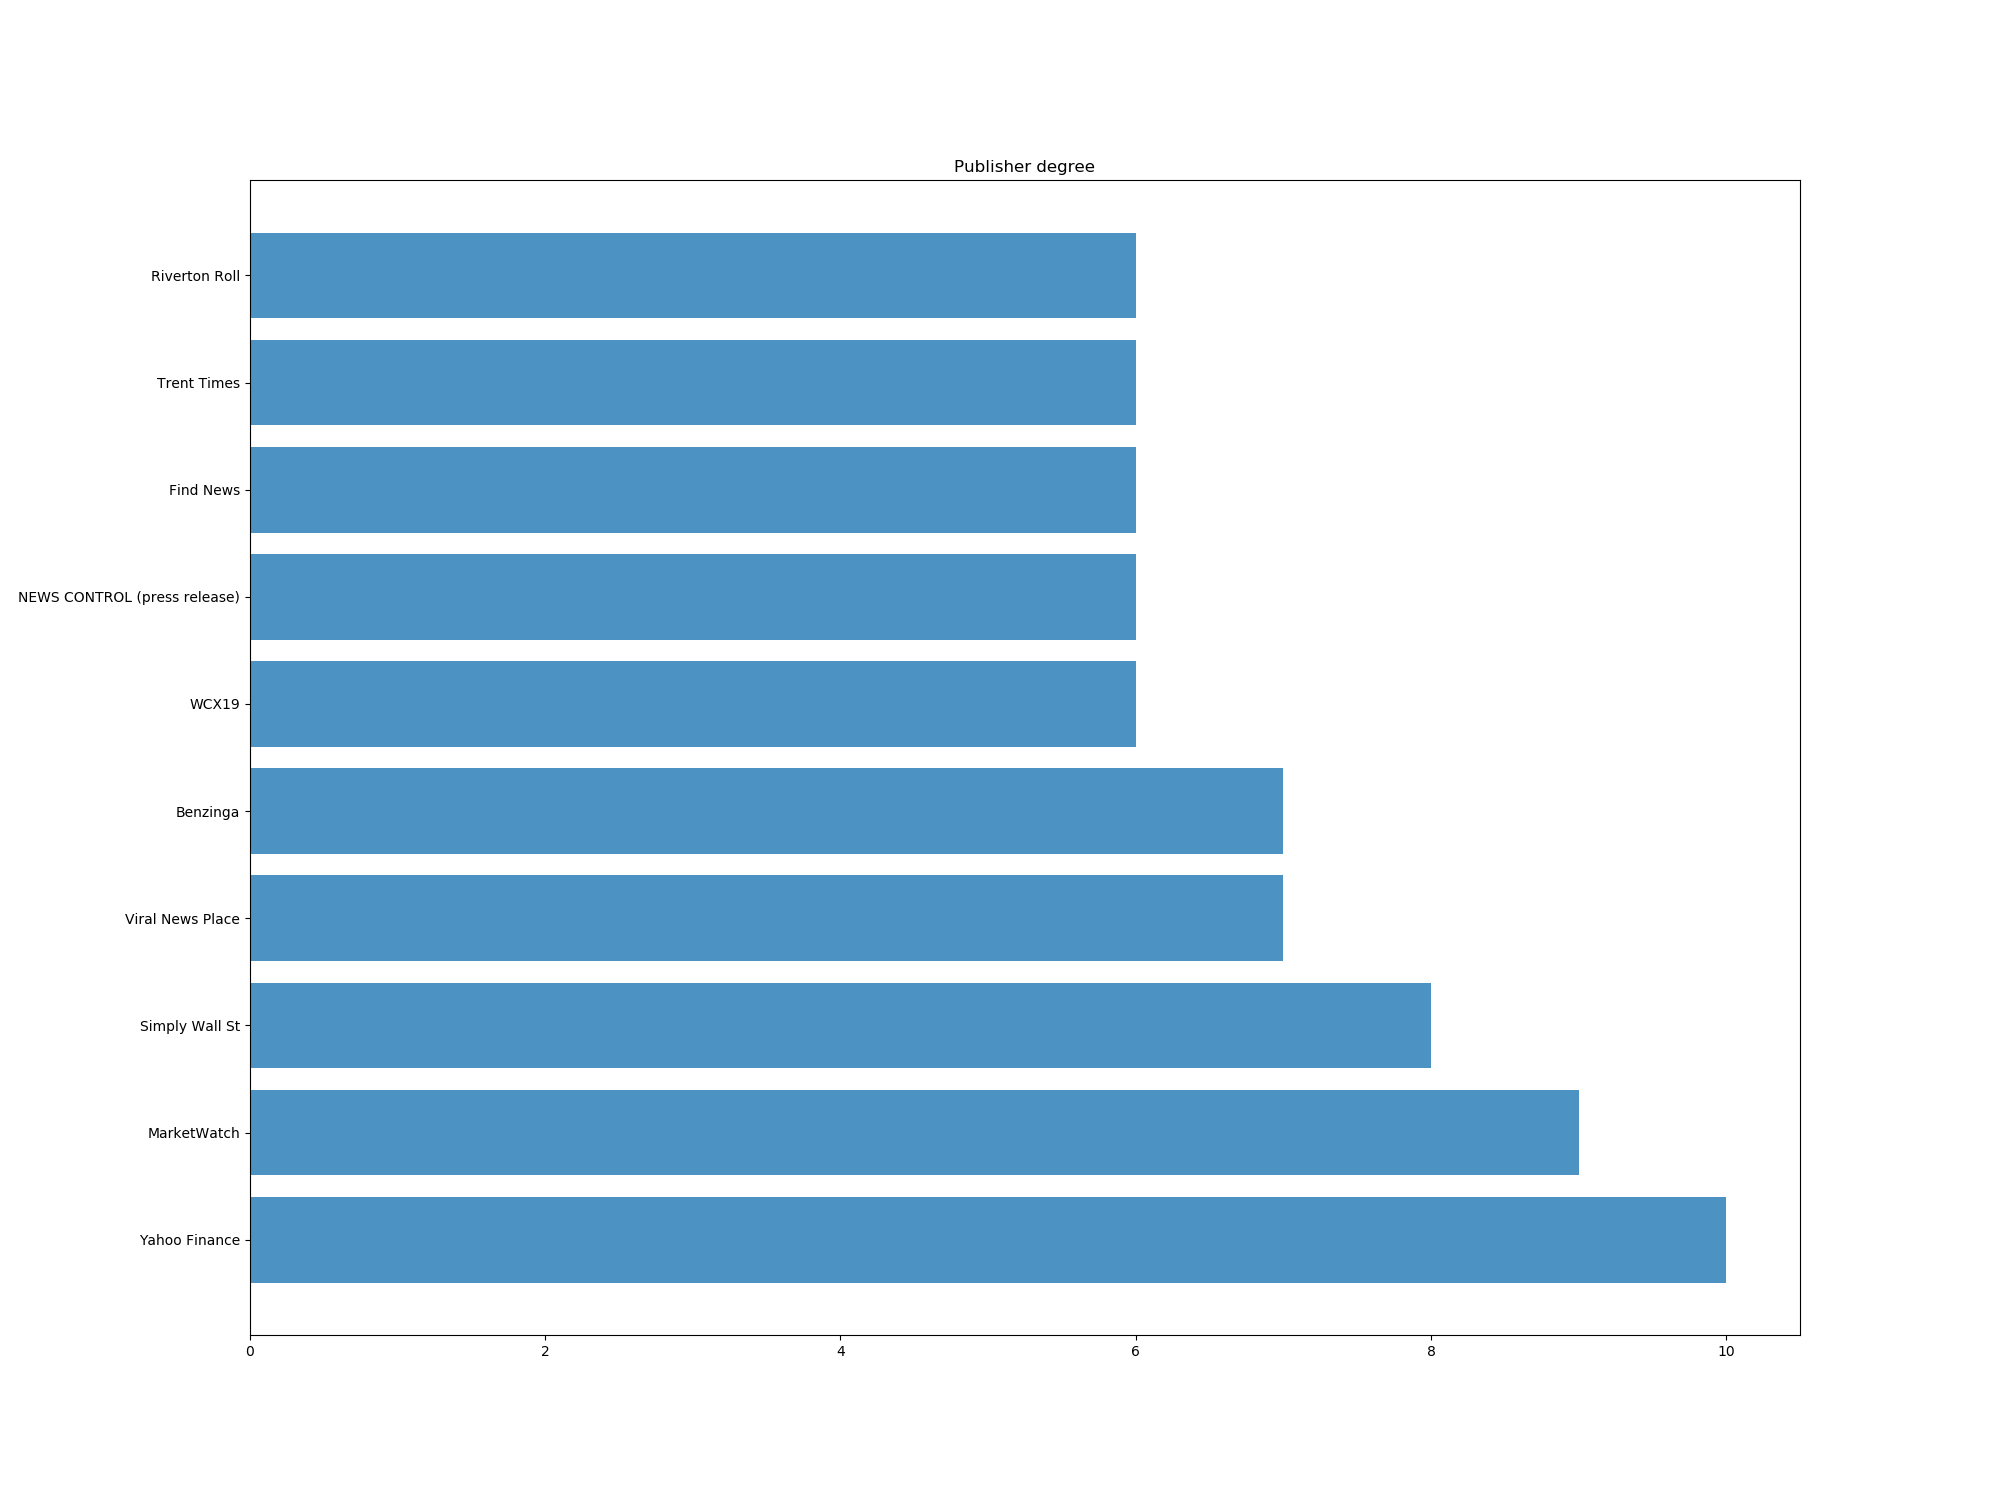 Publisher degree
Riverton Roll
Trent Times
Find News
NEWS CONTROL (press release)
WCX19
Benzinga
Viral News Place
Simply Wall St
MarketWatch
Yahoo Finance
0 2 4 6 8 10